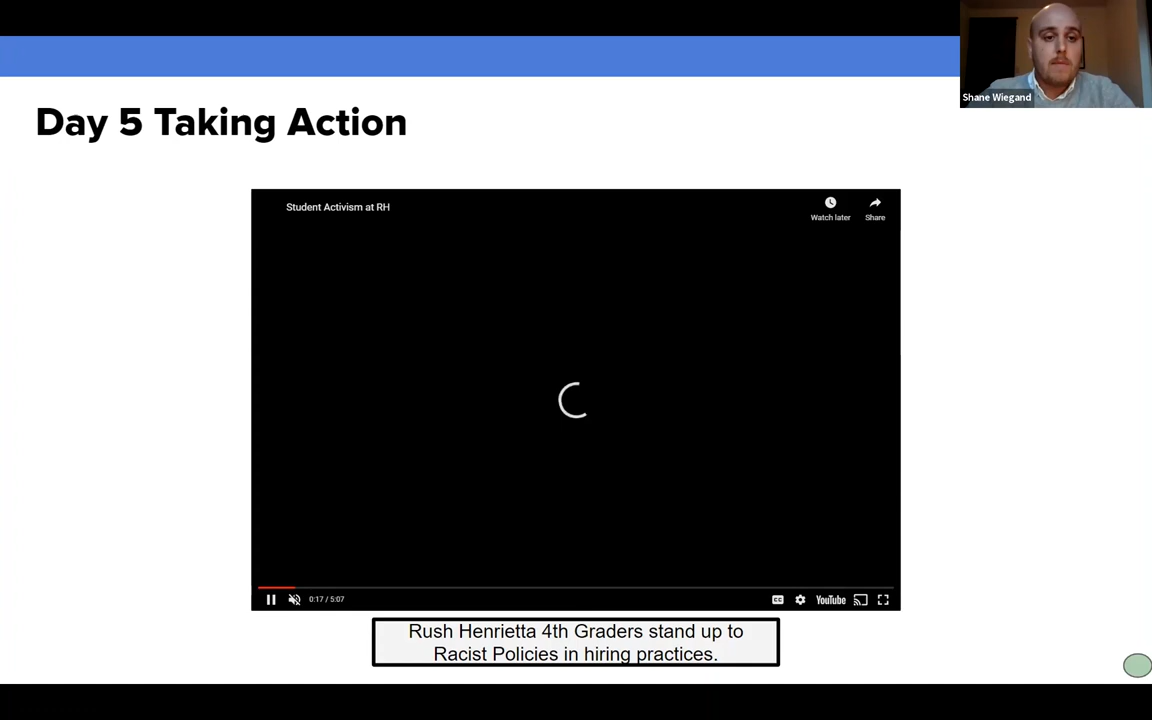 Shane Wiegand
Day 5 Taking Action
Student Activism at RH
Watch later
Share
0:17 / 5:07
CC
YouTube
Rush Henrietta 4th Graders stand up to
Racist Policies in hiring practices.